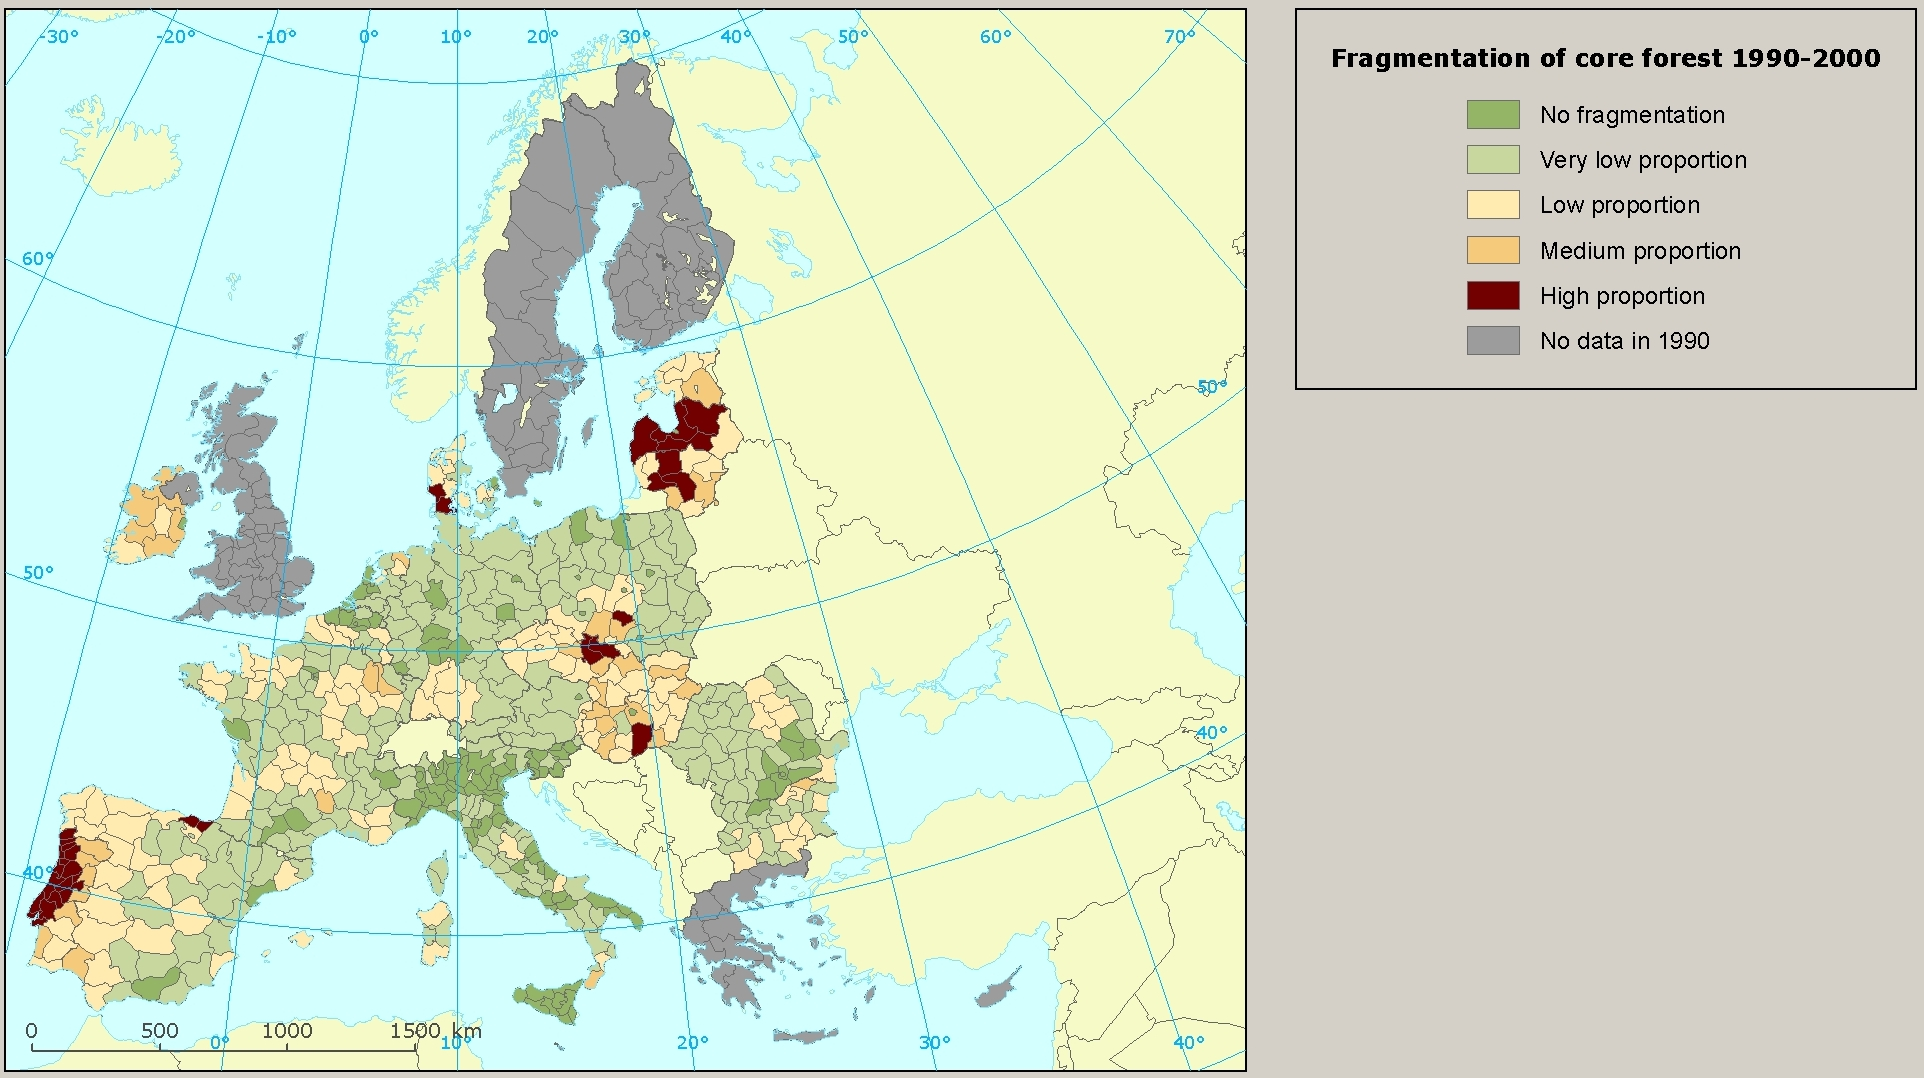 -30° -20° -10° 0° 10° 20° 30° 40° 50° 60° 70°
60°
50°
50°
40°
40°
0 500 1000 1500 km
0° 10° 20° 30° 40°
Fragmentation of core forest 1990-2000
No fragmentation
Very low proportion
Low proportion
Medium proportion
High proportion
No data in 1990